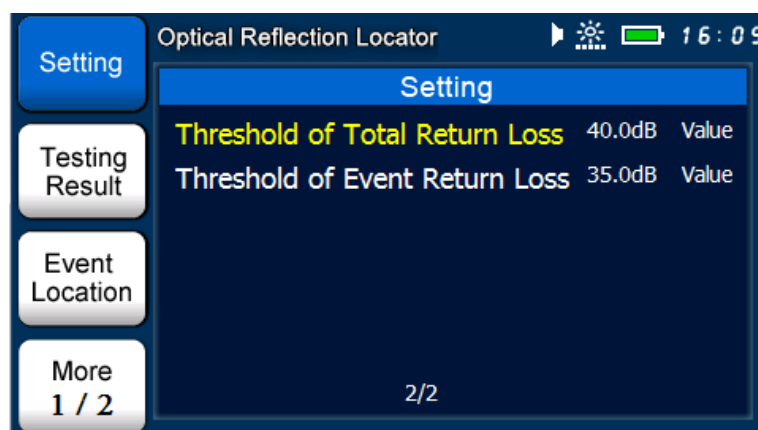 Optical Reflection Locator 16:09
Setting
Testing
Result
Event
Location
More
1 / 2
Setting
Threshold of Total Return Loss 40.0dB Value
Threshold of Event Return Loss 35.0dB Value
2/2